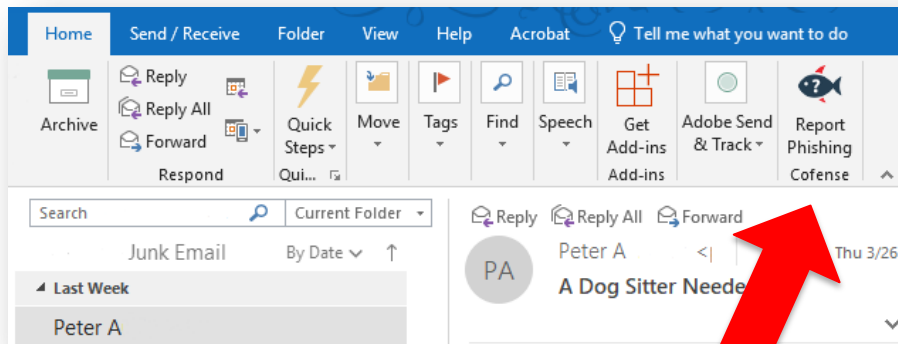 Home Send / Receive Folder View Help Acrobat Tell me what you want to do
Archive
Reply
Reply All
Forward
Respond
Quick Steps
Qui...
Move
Tags
Find
Speech
Get Add-ins
Add-ins
Adobe Send & Track
Report Phishing
Cofense
Search Current Folder
Junk Email By Date
Last Week
Peter A
Reply Reply All Forward
PA
Peter A <| Thu 3/26
A Dog Sitter Neede